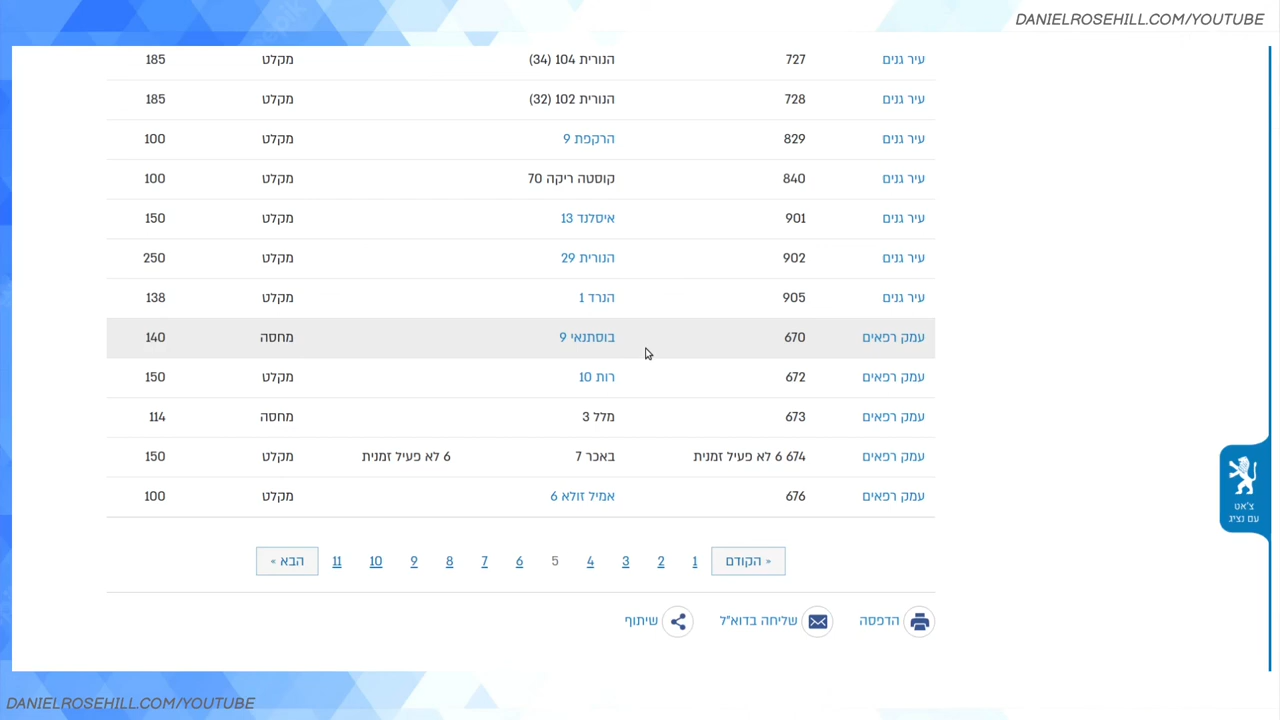 DANIELROSEHILL.COM/YOUTUBE
עיר גנים 727 הנורית 104 (34) מקלט 185
עיר גנים 728 הנורית 102 (32) מקלט 185
עיר גנים 829 הרקפת 9 מקלט 100
עיר גנים 840 קוסטה ריקה 70 מקלט 100
עיר גנים 901 איסלנד 13 מקלט 150
עיר גנים 902 הנורית 29 מקלט 250
עיר גנים 905 הנרד 1 מקלט 138
עמק רפאים 670 בוסתנאי 9 מחסה 140
עמק רפאים 672 רות 10 מקלט 150
עמק רפאים 673 מלל 3 מחסה 114
עמק רפאים 674 6 לא פעיל זמנית באכר 7 6 לא פעיל זמנית מקלט 150
עמק רפאים 676 אמיל זולא 6 מקלט 100
צ'אט
עם נציג
« הקודם 1 2 3 4 5 6 7 8 9 10 11 הבא »
הדפסה שליחה בדוא"ל שיתוף
DANIELROSEHILL.COM/YOUTUBE